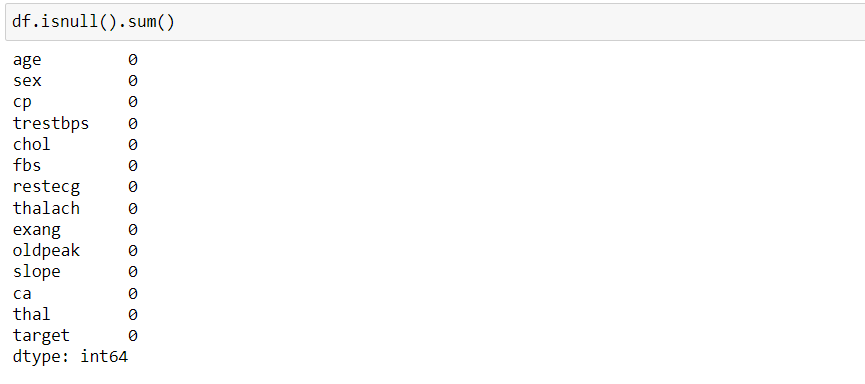 df.isnull().sum()
age 0
sex 0
cp 0
trestbps 0
chol 0
fbs 0
restecg 0
thalach 0
exang 0
oldpeak 0
slope 0
ca 0
thal 0
target 0
dtype: int64